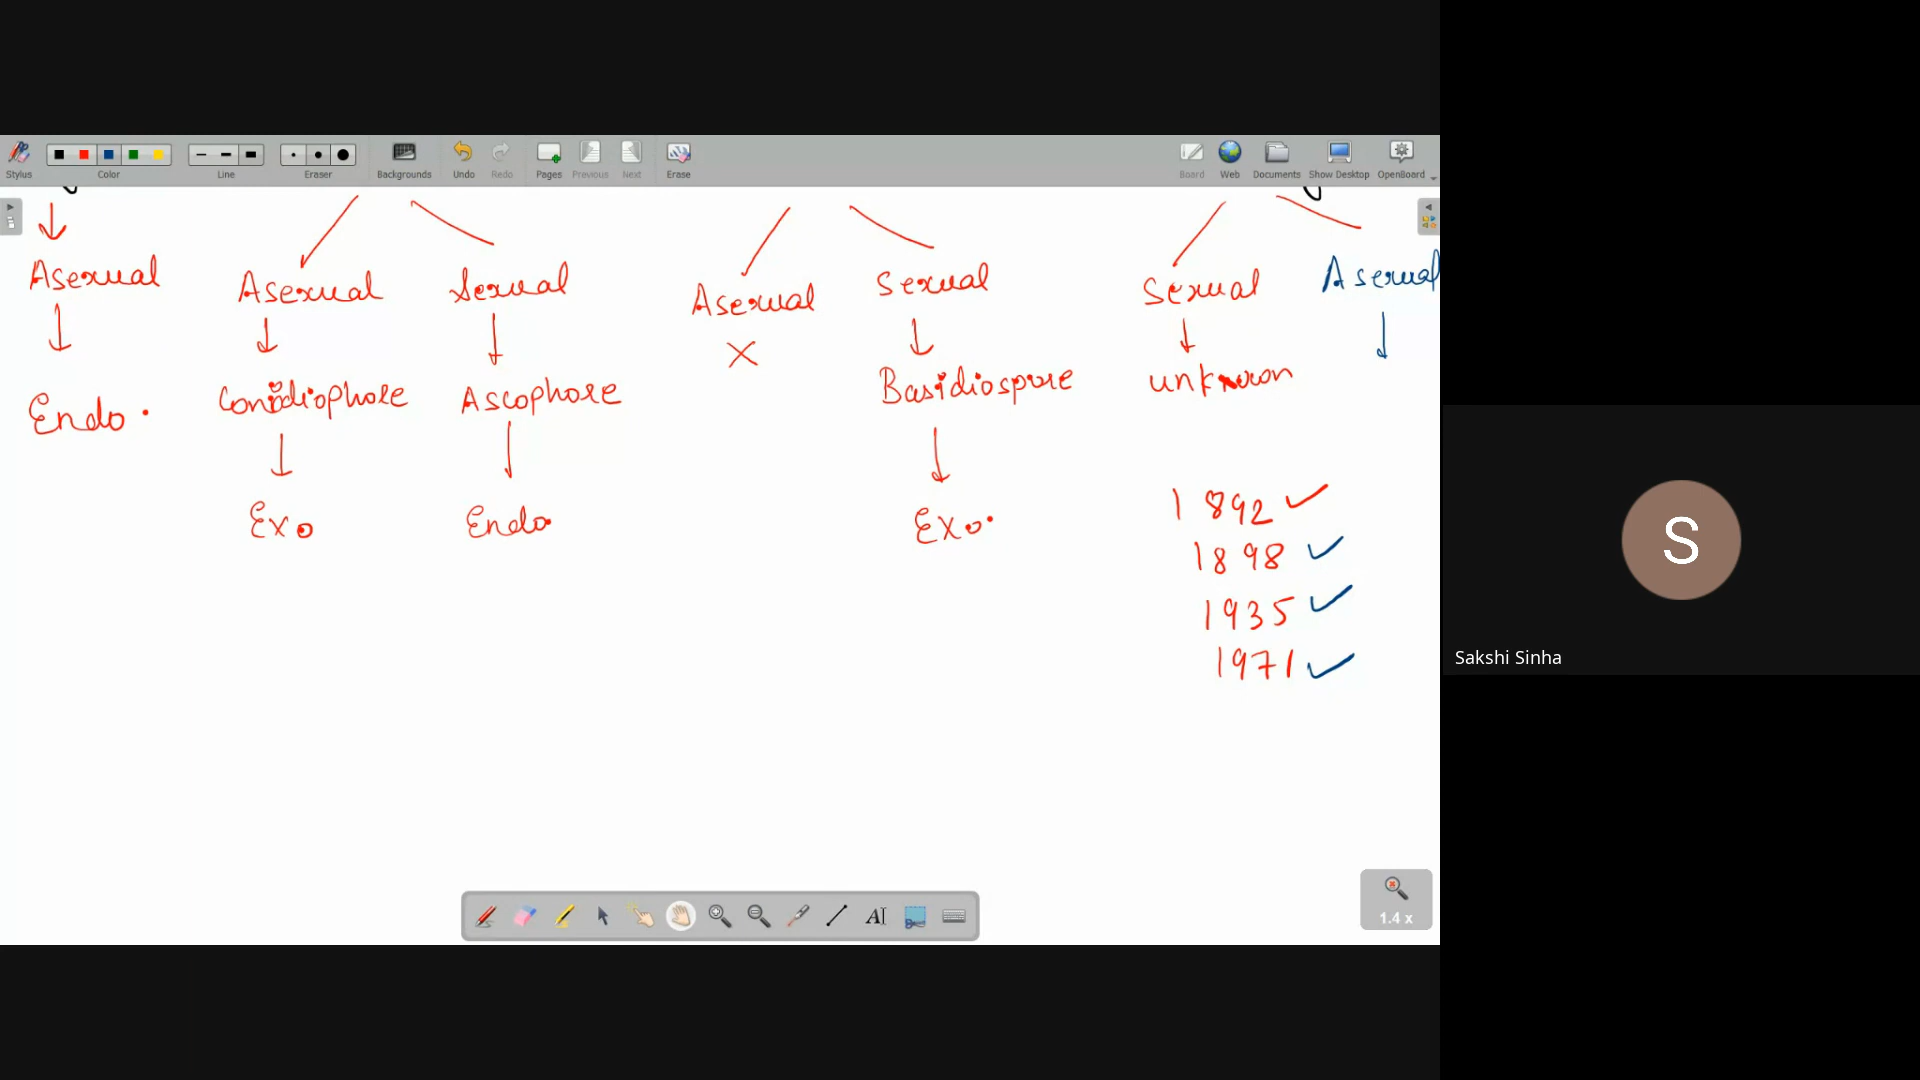 Stylus
Color
Line
Eraser
Backgrounds
Undo
Redo
Pages
Previous
Next
Erase
Board
Web
Documents
Show Desktop
OpenBoard
Asexual
Endo.
Asexual
Conidiophore
Exo
Sexual
Ascophore
Endo
Asexual
X
Sexual
Basidiospore
Exo.
Sexual
unknown
Asexual
1892
1898
1935
1971
AI
1.4 x
S
Sakshi Sinha